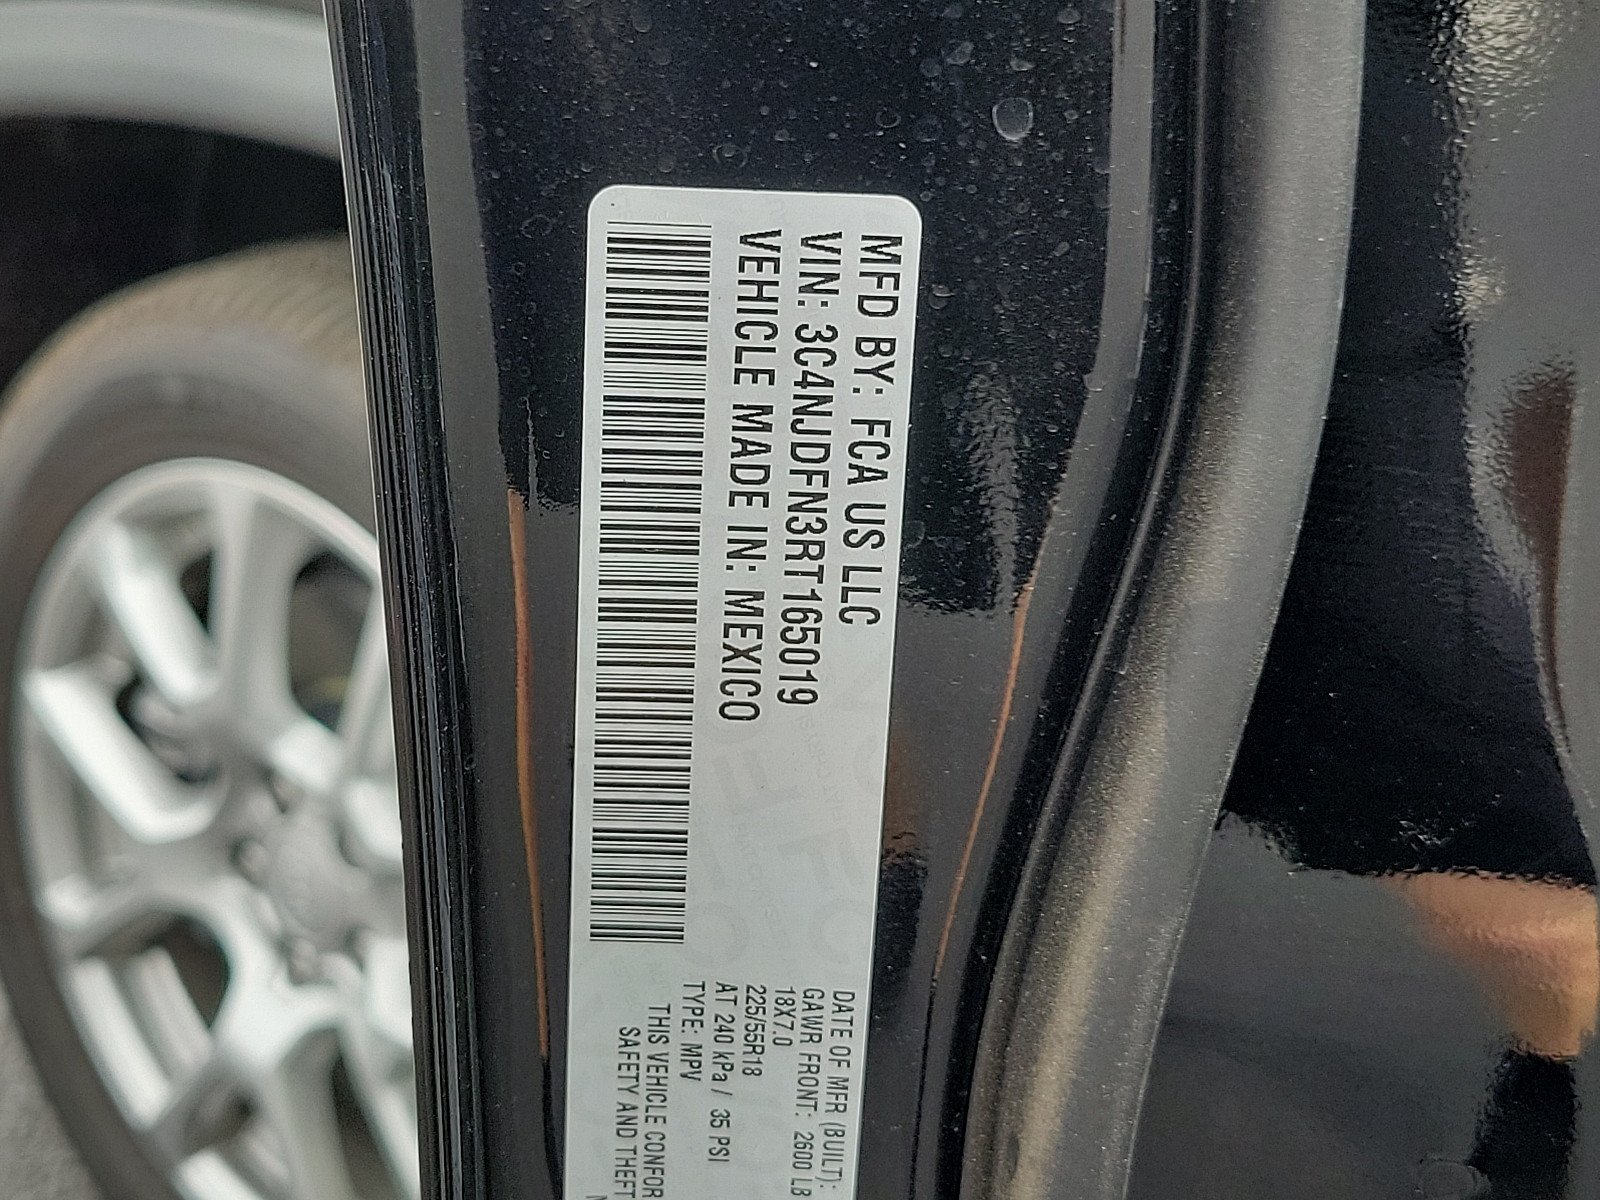 MFD BY: FCA US LLC
VIN: 3C4NJDFN3RT165019
VEHICLE MADE IN: MEXICO
DATE OF MFR (BUILT):
GAWR FRONT: 2600 LB
18X7.0
225/55R18
AT 240 kPa / 35 PSI
TYPE: MPV
THIS VEHICLE CONFOR
SAFETY AND THEFT